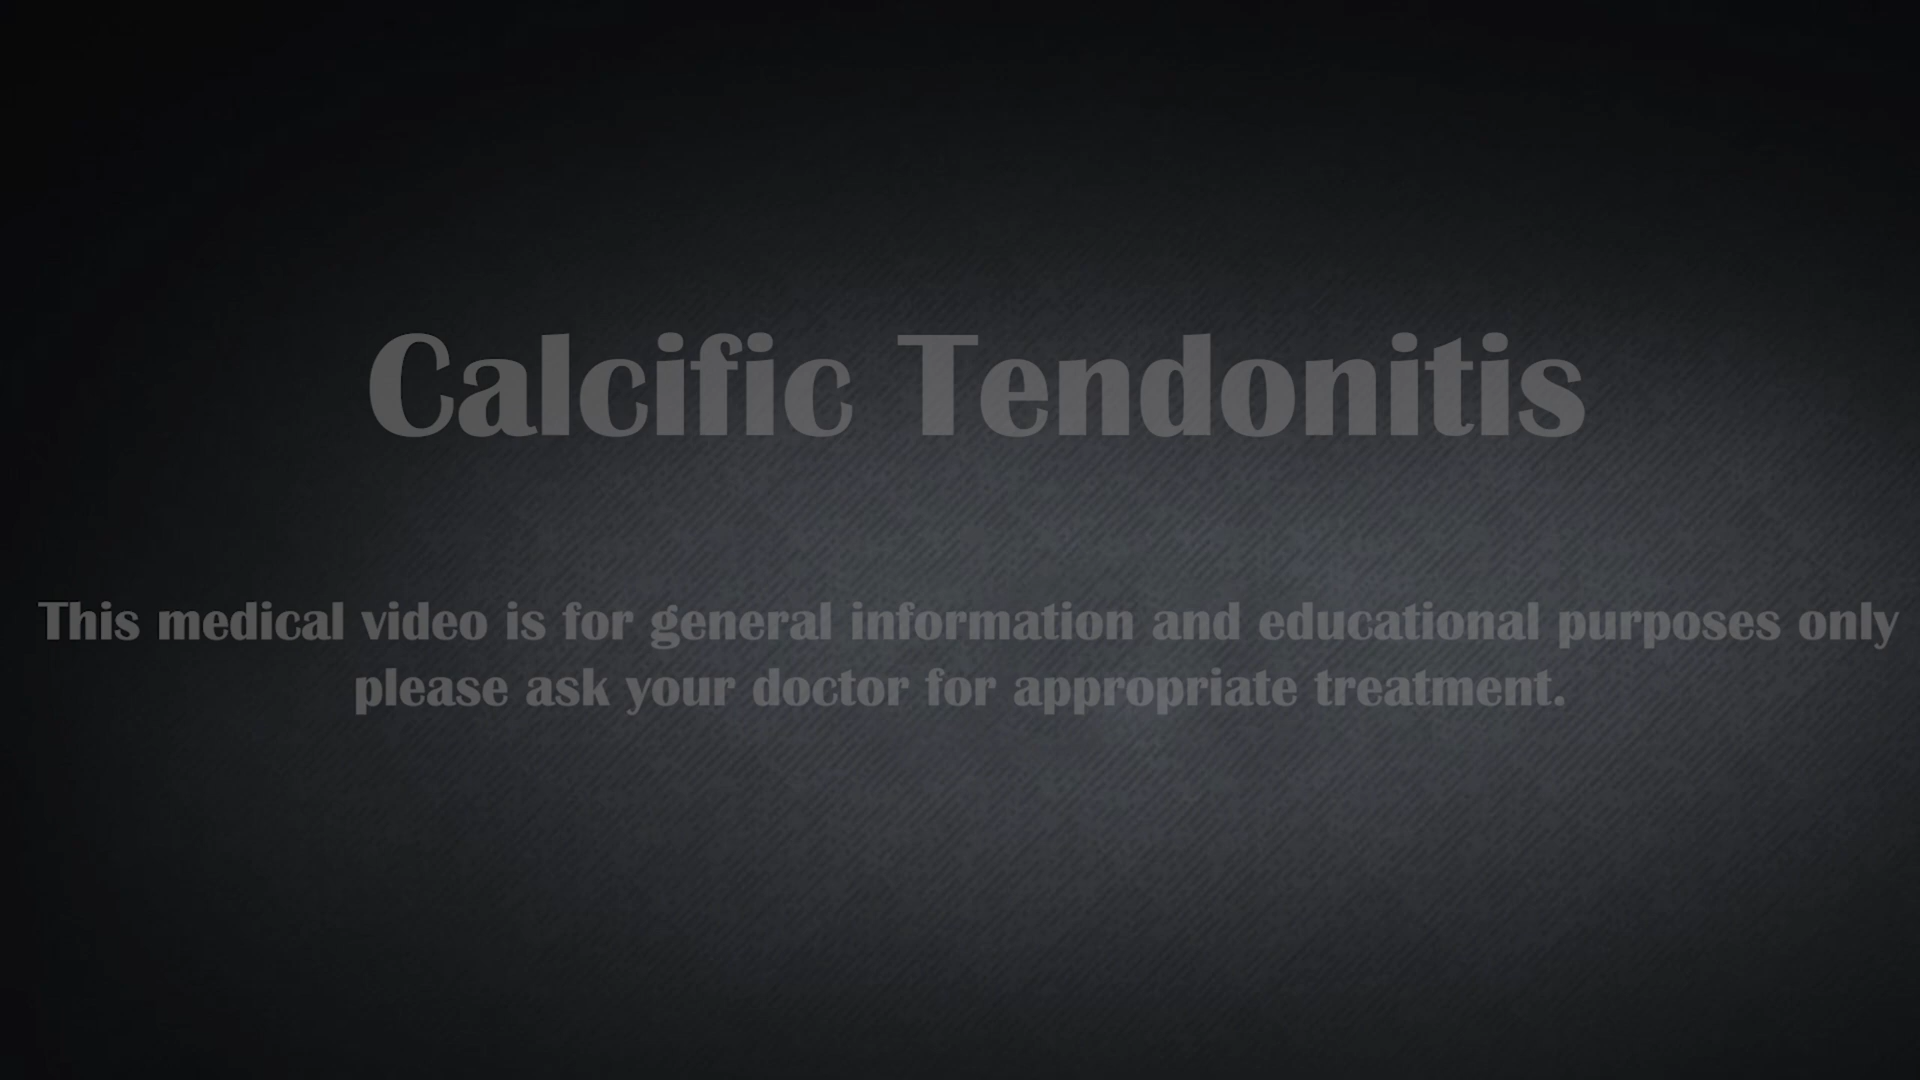 Calcific Tendonitis
This medical video is for general information and educational purposes only
please ask your doctor for appropriate treatment.